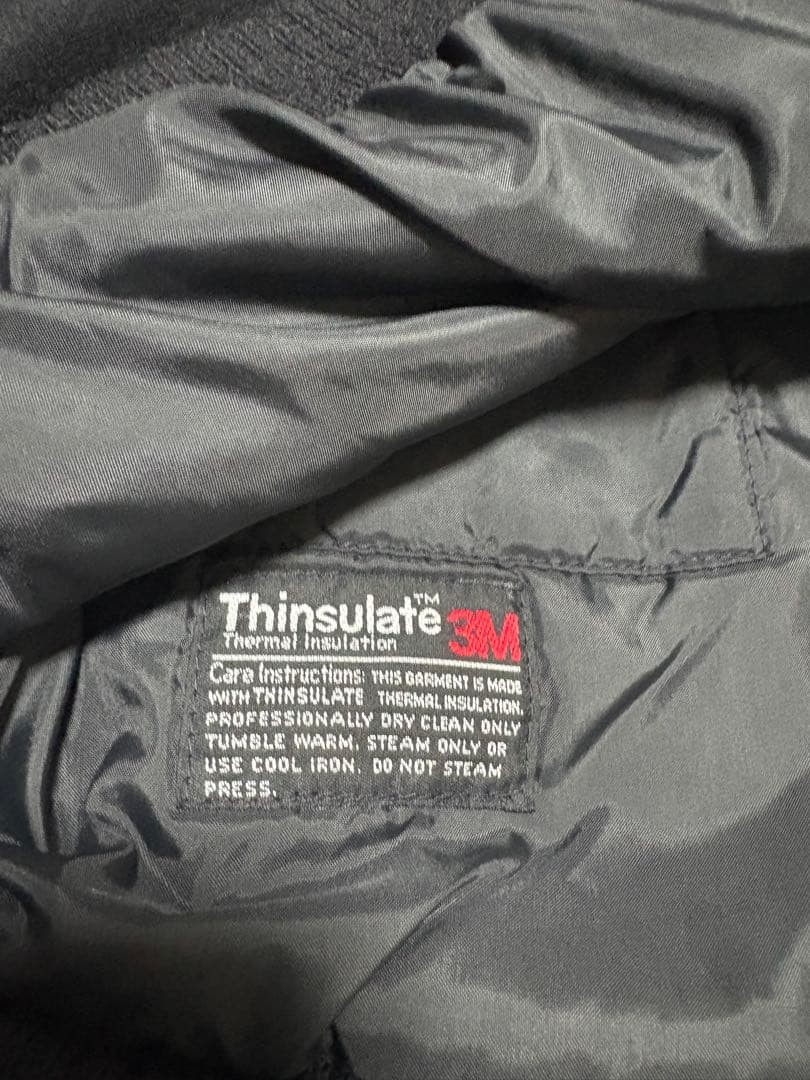 Thinsulate™ 3M
Thermal Insulation
Care Instructions: THIS GARMENT IS MADE
WITH THINSULATE THERMAL INSULATION.
PROFESSIONALLY DRY CLEAN ONLY
TUMBLE WARM. STEAM ONLY OR
USE COOL IRON. DO NOT STEAM
PRESS.